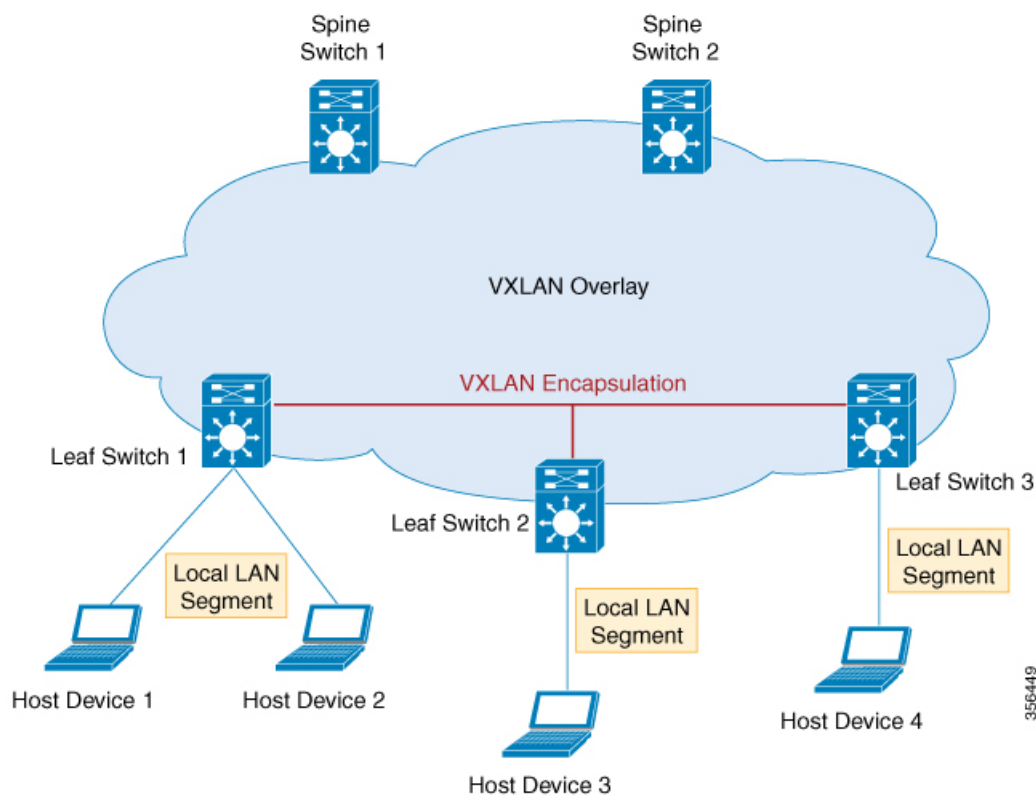 Spine
Switch 1
Spine
Switch 2
VXLAN Overlay
VXLAN Encapsulation
Leaf Switch 1
Leaf Switch 2
Leaf Switch 3
Local LAN
Segment
Local LAN
Segment
Local LAN
Segment
Host Device 1
Host Device 2
Host Device 3
Host Device 4
356449